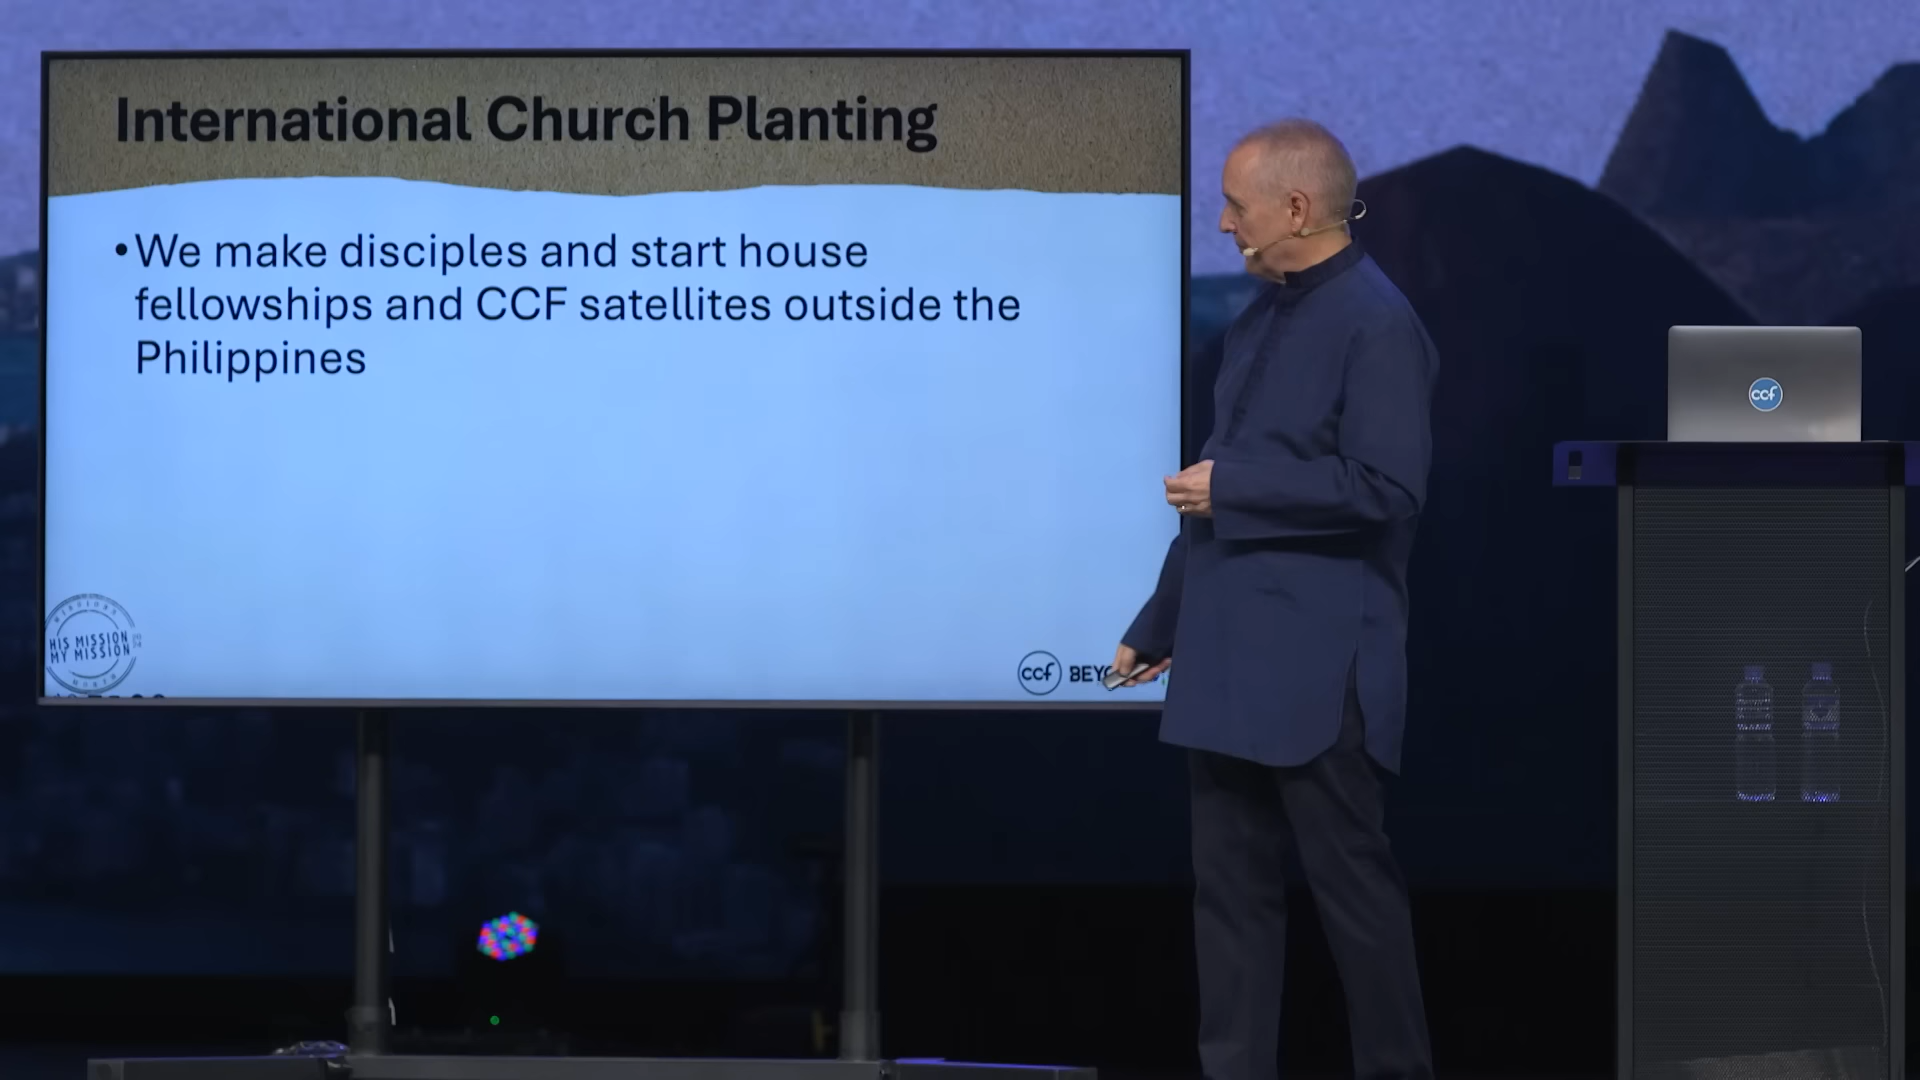 International Church Planting
•We make disciples and start house
fellowships and CCF satellites outside the
Philippines
HIS MISSION
MY MISSION
ccf
ccf